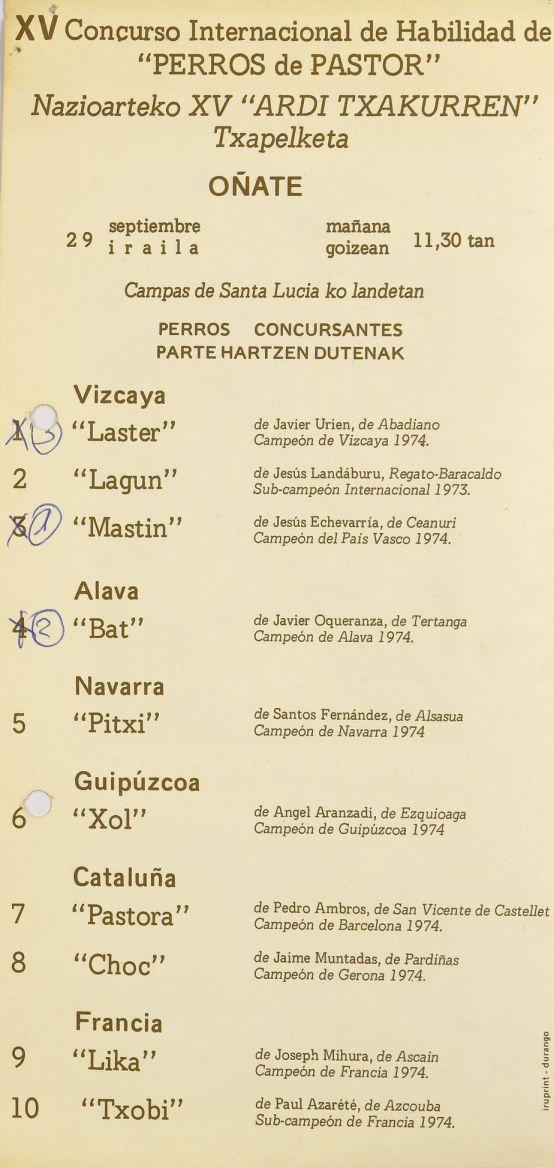 XV Concurso Internacional de Habilidad de
“PERROS de PASTOR”
Nazioarteko XV “ARDI TXAKURREN”
Txapelketa
OÑATE
29 septiembre iraila mañana goizean 11,30 tan
Campas de Santa Lucia ko landetan
PERROS CONCURSANTES
PARTE HARTZEN DUTENAK
Vizcaya
1 3 “Laster” de Javier Urien, de Abadiano
Campeón de Vizcaya 1974.
2 “Lagun” de Jesús Landáburu, Regato-Baracaldo
Sub-campeón Internacional 1973.
3 1 “Mastin” de Jesús Echevarría, de Ceanuri
Campeón del País Vasco 1974.
Alava
4 2 “Bat” de Javier Oqueranza, de Tertanga
Campeón de Alava 1974.
Navarra
5 “Pitxi” de Santos Fernández, de Alsasua
Campeón de Navarra 1974
Guipúzcoa
6 “Xol” de Angel Aranzadi, de Ezquioaga
Campeón de Guipúzcoa 1974
Cataluña
7 “Pastora” de Pedro Ambros, de San Vicente de Castellet
Campeón de Barcelona 1974.
8 “Choc” de Jaime Muntadas, de Pardiñas
Campeón de Gerona 1974.
Francia
9 “Lika” de Joseph Mihura, de Ascain
Campeón de Francia 1974.
10 “Txobi” de Paul Azarété, de Azcouba
Sub-campeón de Francia 1974.
iruprint - durango